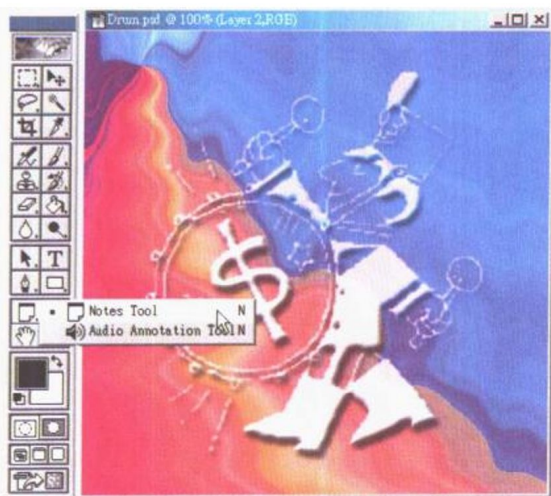 Drum.psd @ 100% (Layer 2,RGB)
T
$
Notes Tool N
Audio Annotation Tool N